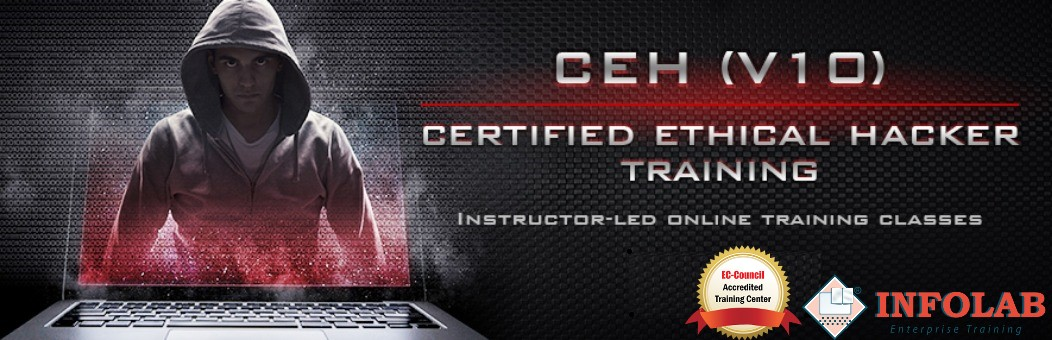 CEH (V10)
CERTIFIED ETHICAL HACKER
TRAINING
INSTRUCTOR-LED ONLINE TRAINING CLASSES
EC-Council
Accredited
Training Center
INFOLAB
Enterprise Training